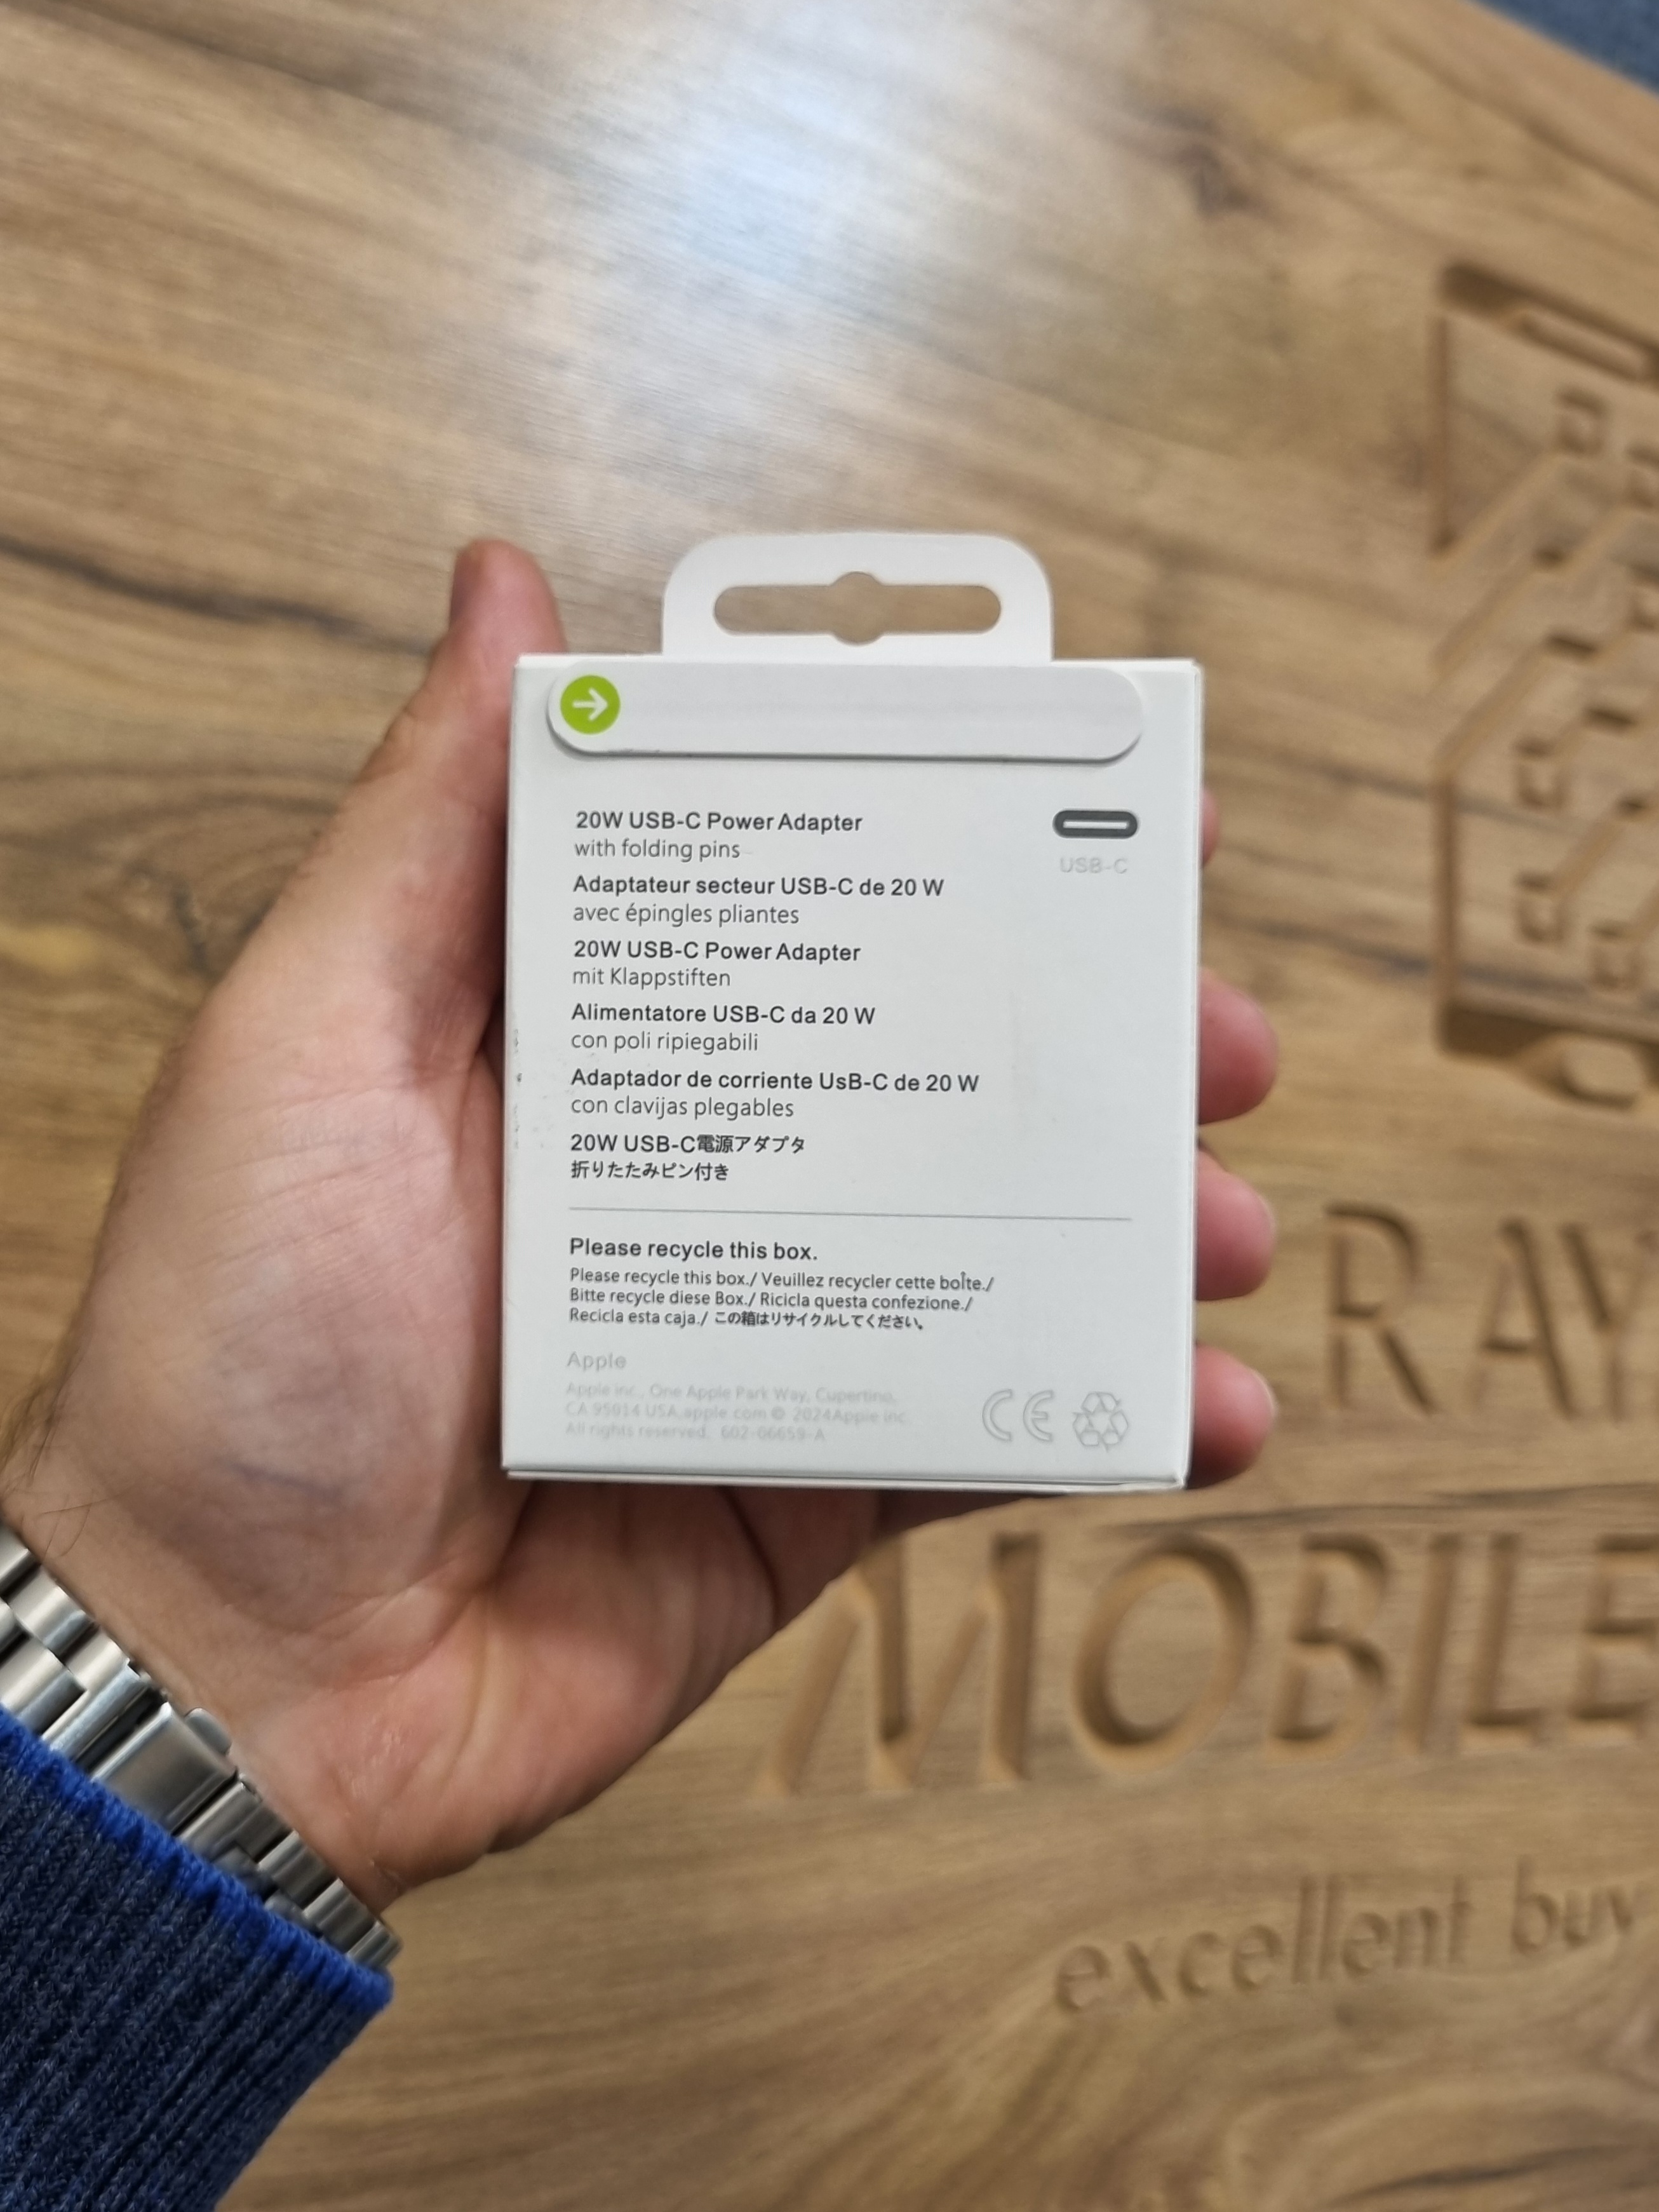 20W USB-C Power Adapter
with folding pins
USB-C
Adaptateur secteur USB-C de 20 W
avec épingles pliantes
20W USB-C Power Adapter
mit Klappstiften
Alimentatore USB-C da 20 W
con poli ripiegabili
Adaptador de corriente UsB-C de 20 W
con clavijas plegables
20W USB-C電源アダプタ
折りたたみピン付き
Please recycle this box.
Please recycle this box./ Veuillez recycler cette boîte./
Bitte recycle diese Box./ Ricicla questa confezione./
Recicla esta caja./ この箱はリサイクルしてください。
Apple
Apple inc., One Apple Park Way, Cupertino,
CA 95014 USA.apple.com © 2024Apple inc.
All rights reserved. 602-06659-A
CE
RAY
MOBILE
excellent buy